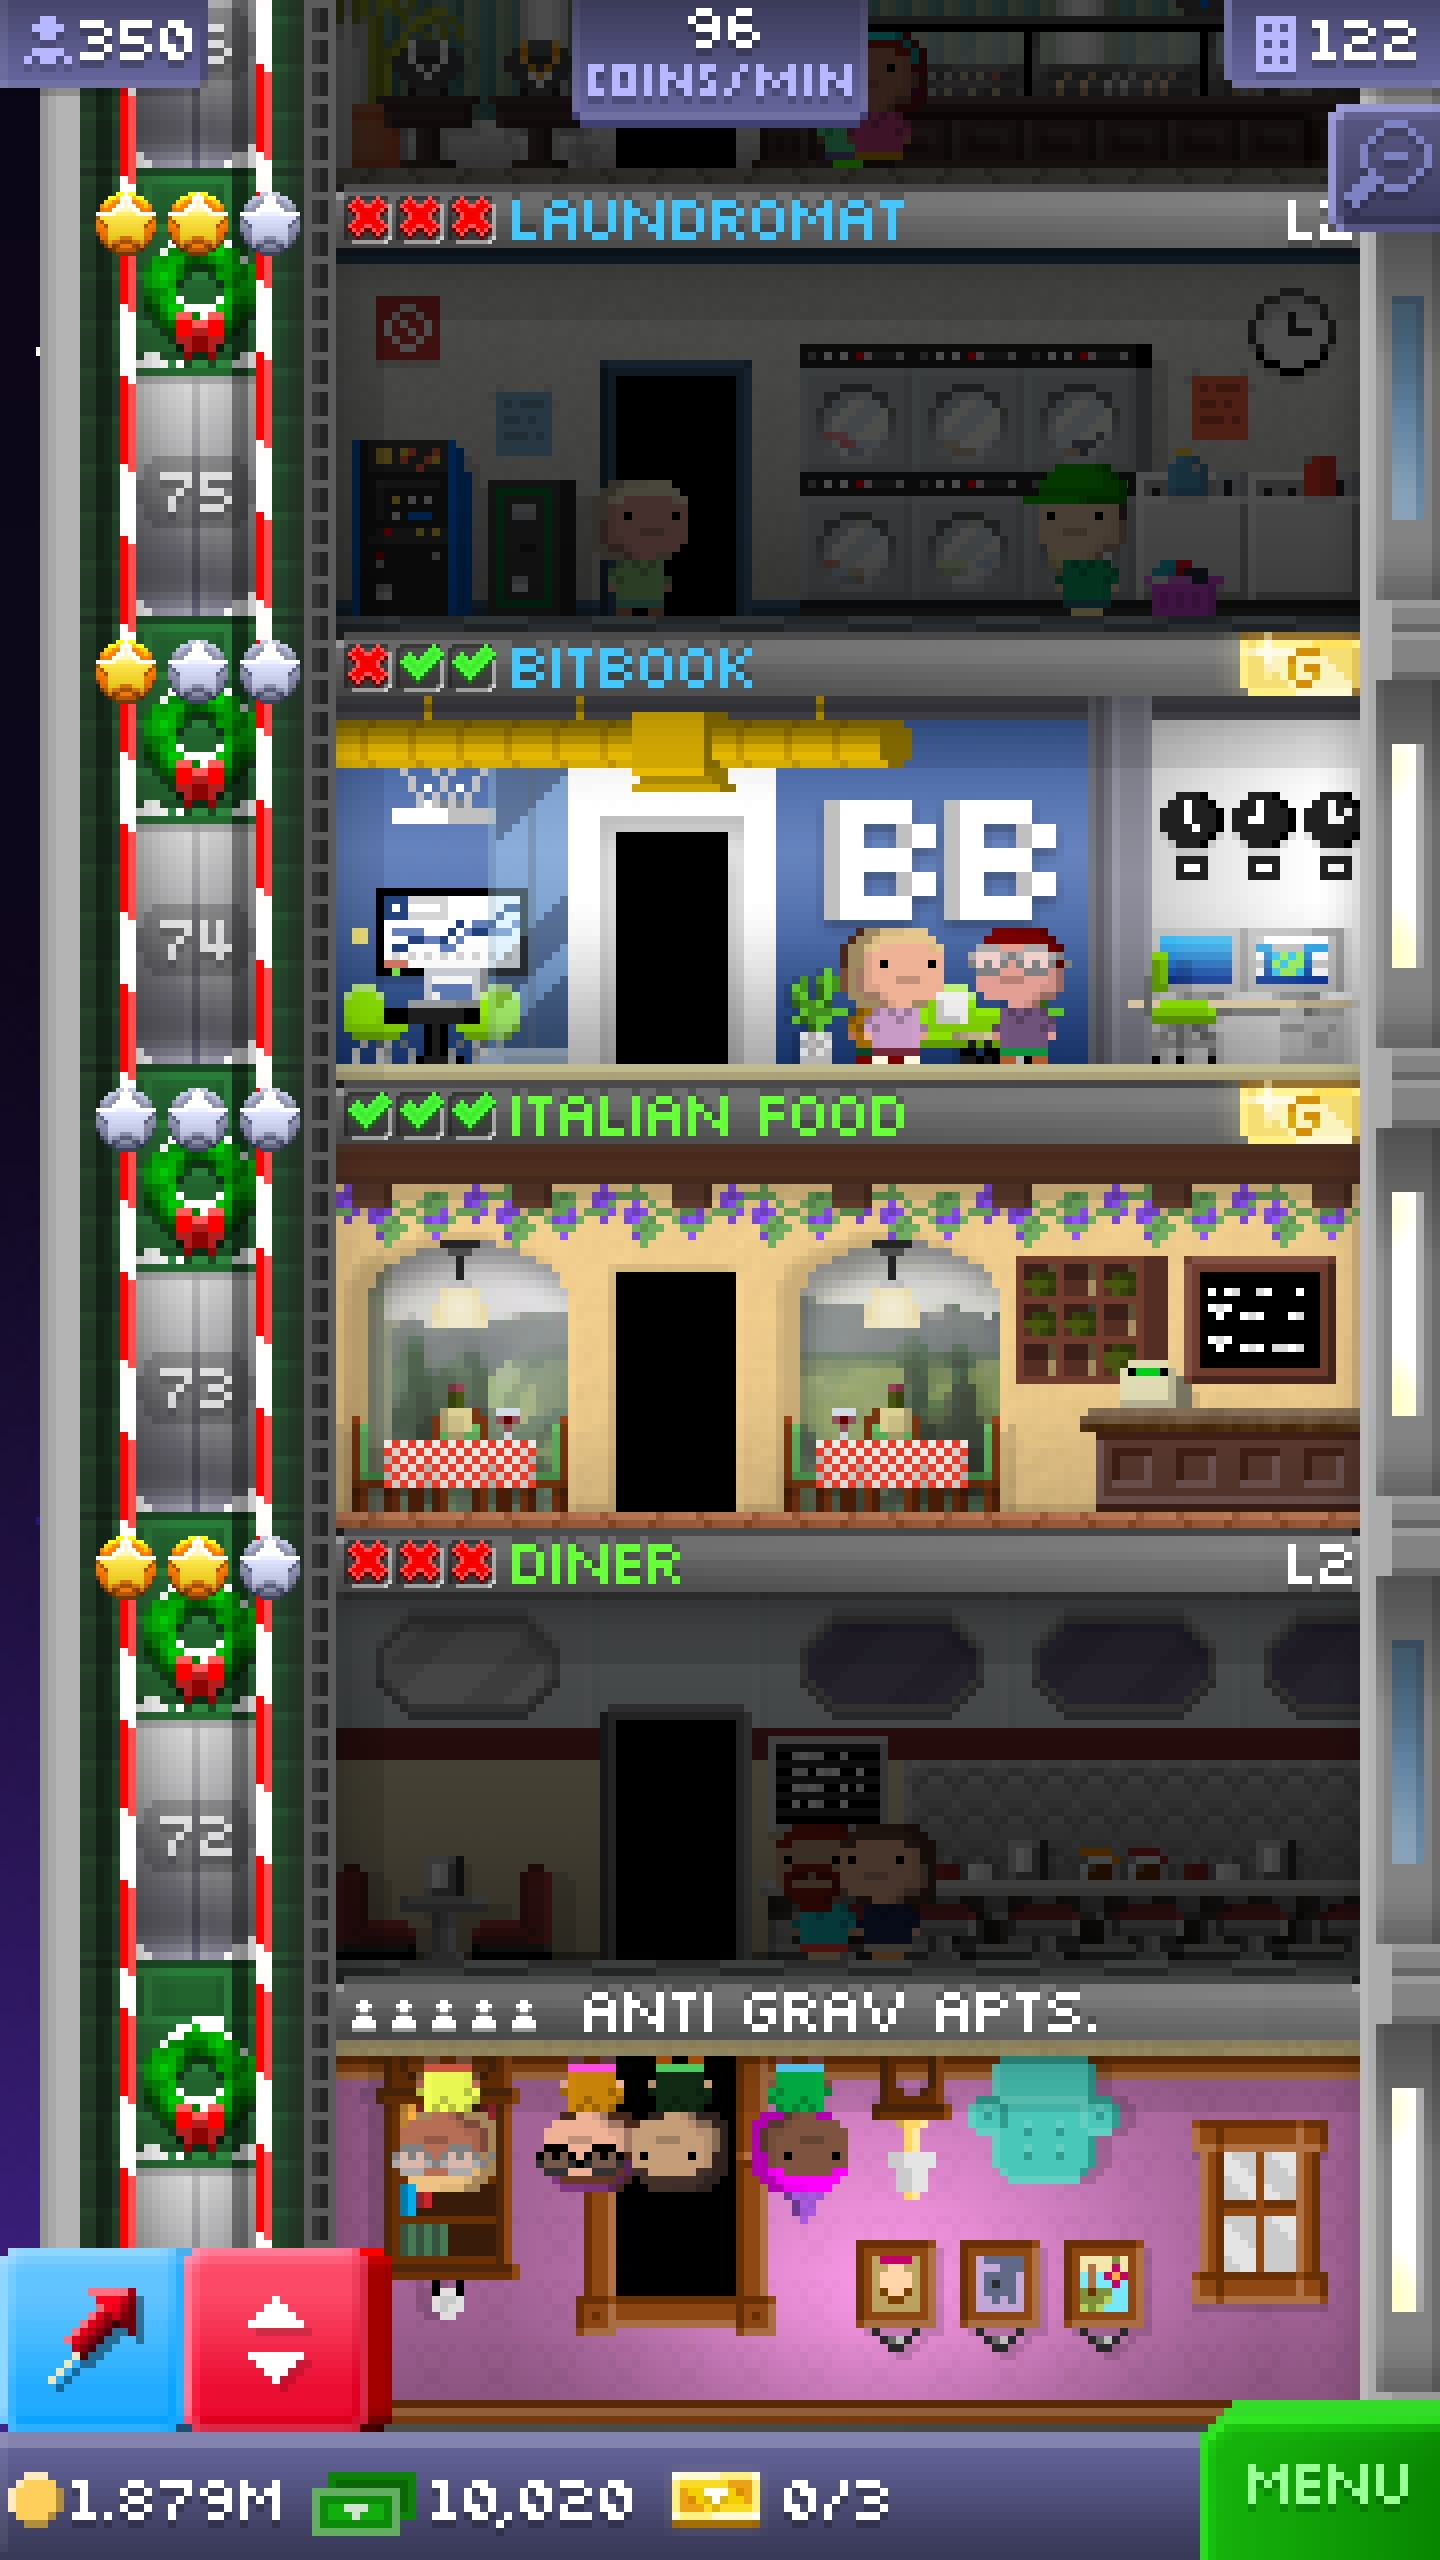 350
96
COINS/MIN
122
LAUNDROMAT
75
BITBOOK
G
BB
74
ITALIAN FOOD
G
73
DINER
L2
72
ANTI GRAV APTS.
1.879M
10,020
0/3
MENU